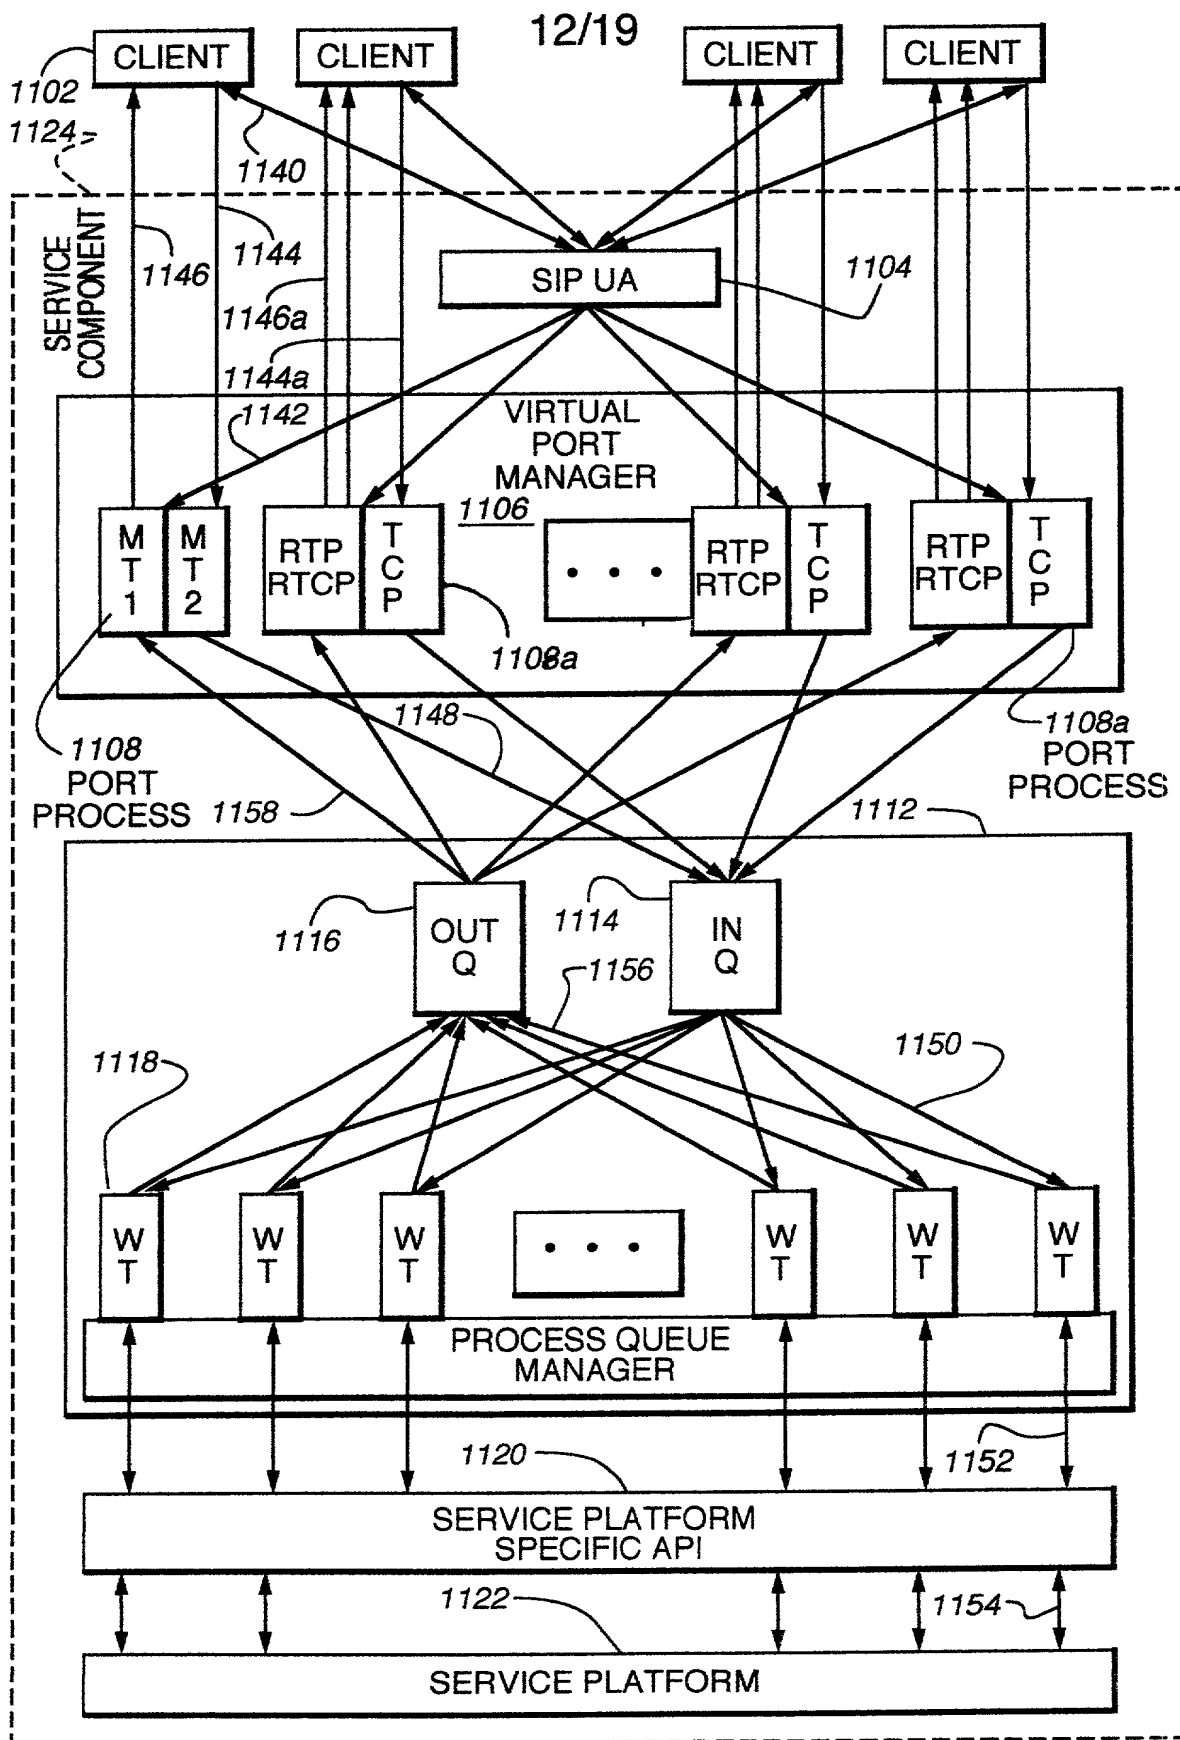 12/19
CLIENT
CLIENT
CLIENT
CLIENT
1102
1124
1140
SERVICE
COMPONENT
1146
1144
1146a
1144a
SIP UA
1104
1142
VIRTUAL
PORT
MANAGER
1106
M
T
1
M
T
2
RTP
RTCP
T
C
P
• • •
RTP
RTCP
T
C
P
RTP
RTCP
T
C
P
1108a
1148
1108
PORT
PROCESS
1158
1108a
PORT
PROCESS
1112
1116
OUT
Q
1114
IN
Q
1156
1118
1150
W
T
W
T
W
T
• • •
W
T
W
T
W
T
PROCESS QUEUE
MANAGER
1120
1152
SERVICE PLATFORM
SPECIFIC API
1122
1154
SERVICE PLATFORM